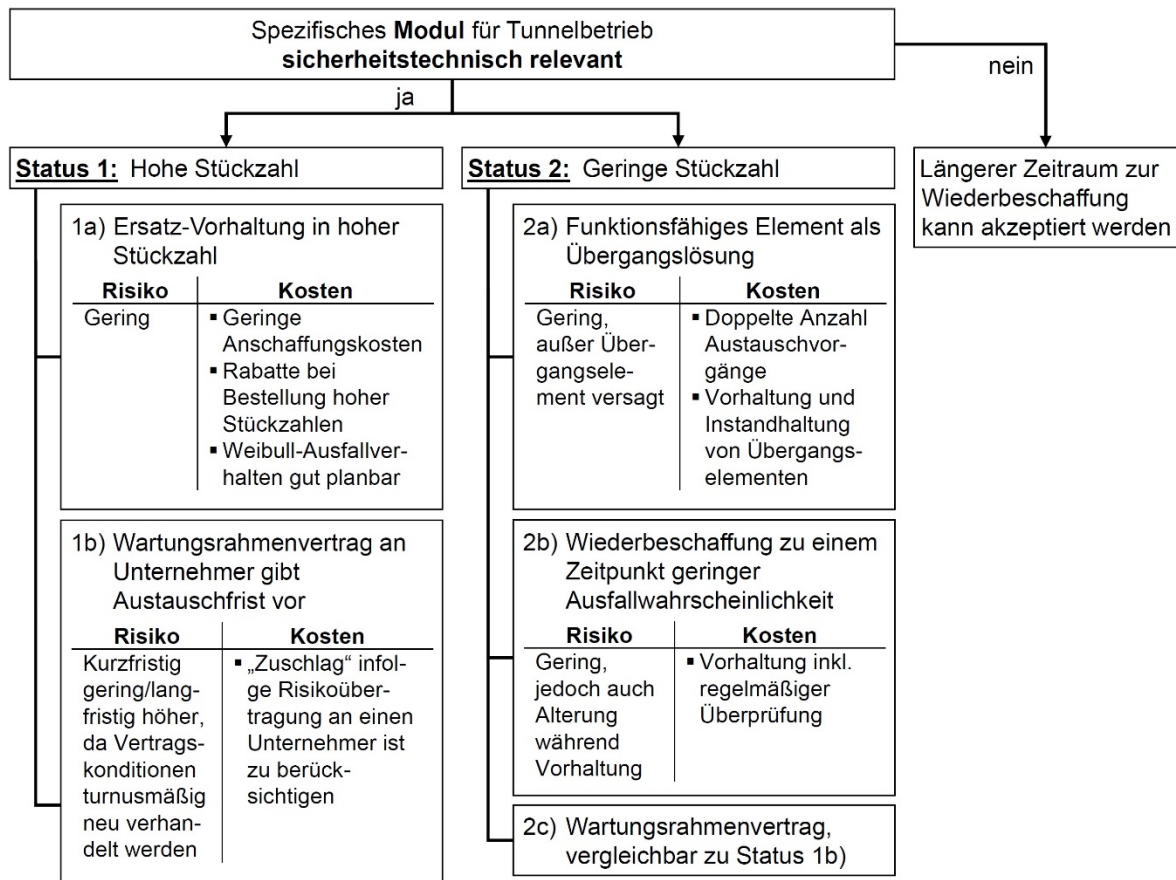 Spezifisches Modul für Tunnelbetrieb
sicherheitstechnisch relevant
ja
nein
Status 1: Hohe Stückzahl
1a) Ersatz-Vorhaltung in hoher
Stückzahl
Risiko
Gering
Kosten
▪ Geringe
Anschaffungskosten
▪ Rabatte bei
Bestellung hoher
Stückzahlen
▪ Weibull-Ausfallver-
halten gut planbar
1b) Wartungsrahmenvertrag an
Unternehmer gibt
Austauschfrist vor
Risiko
Kurzfristig
gering/lang-
fristig höher,
da Vertrags-
konditionen
turnusmäßig
neu verhan-
delt werden
Kosten
▪ „Zuschlag“ infol-
ge Risikoüber-
tragung an einen
Unternehmer ist
zu berück-
sichtigen
Status 2: Geringe Stückzahl
2a) Funktionsfähiges Element als
Übergangslösung
Risiko
Gering,
außer Über-
gangsele-
ment versagt
Kosten
▪ Doppelte Anzahl
Austauschvor-
gänge
▪ Vorhaltung und
Instandhaltung
von Übergangs-
elementen
2b) Wiederbeschaffung zu einem
Zeitpunkt geringer
Ausfallwahrscheinlichkeit
Risiko
Gering,
jedoch auch
Alterung
während
Vorhaltung
Kosten
▪ Vorhaltung inkl.
regelmäßiger
Überprüfung
2c) Wartungsrahmenvertrag,
vergleichbar zu Status 1b)
Längerer Zeitraum zur
Wiederbeschaffung
kann akzeptiert werden